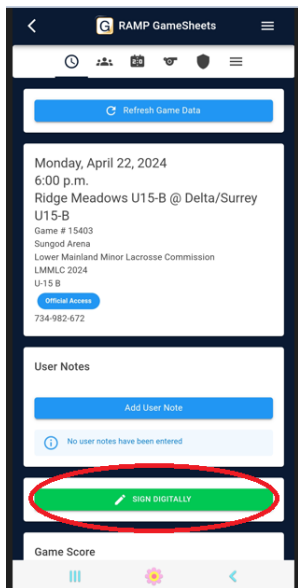 RAMP GameSheets
Refresh Game Data
Monday, April 22, 2024
6:00 p.m.
Ridge Meadows U15-B @ Delta/Surrey
U15-B
Game # 15403
Sungod Arena
Lower Mainland Minor Lacrosse Commission
LMMLC 2024
U-15 B
Official Access
734-982-672
User Notes
Add User Note
No user notes have been entered
SIGN DIGITALLY
Game Score